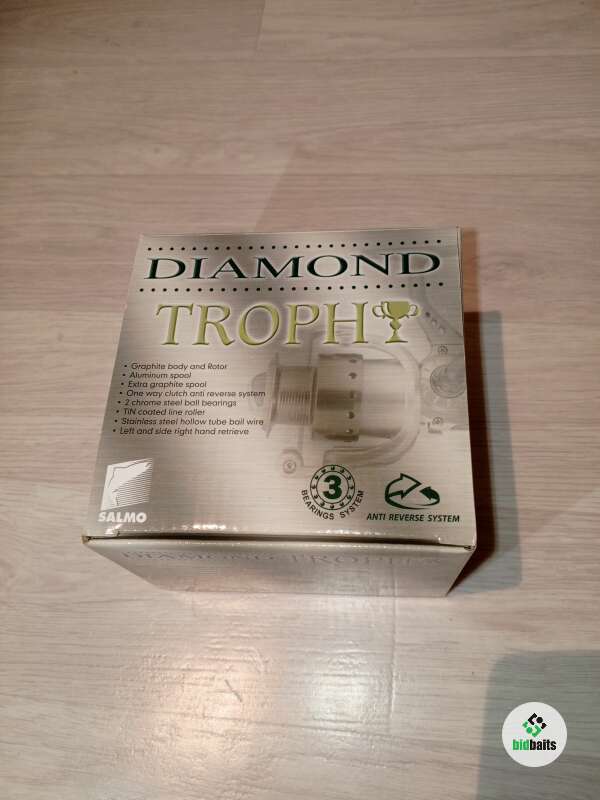 DIAMOND
TROPHY
• Graphite body and Rotor
• Aluminum spool
• Extra graphite spool
• One way clutch anti reverse system
• 2 chrome steel ball bearings
• TiN coated line roller
• Stainless steel hollow tube bail wire
• Left and side right hand retrieve
SALMO
3
BEARINGS SYSTEM
ANTI REVERSE SYSTEM
DIAMOND TROPHY
bidbaits